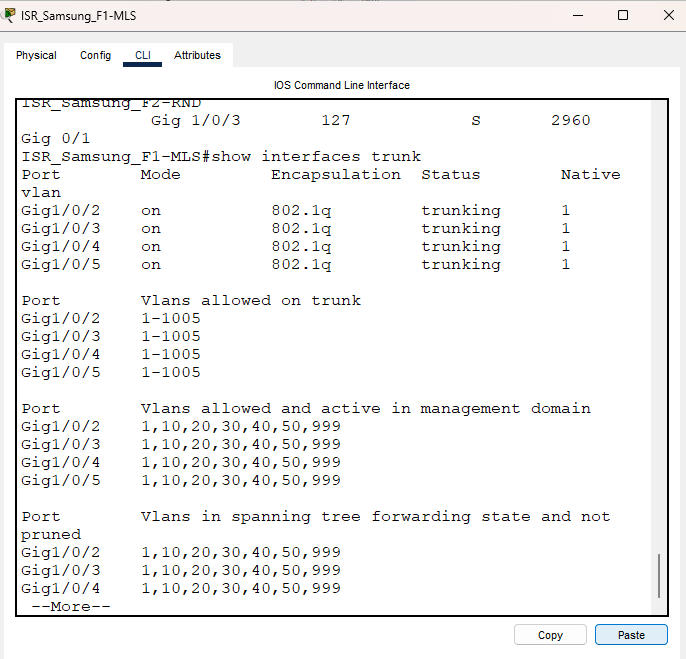 ISR_Samsung_F1-MLS
Physical Config CLI Attributes
IOS Command Line Interface
ISR_Samsung_F2-RND
Gig 1/0/3 127 S 2960
Gig 0/1
ISR_Samsung_F1-MLS#show interfaces trunk
Port Mode Encapsulation Status Native
vlan
Gig1/0/2 on 802.1q trunking 1
Gig1/0/3 on 802.1q trunking 1
Gig1/0/4 on 802.1q trunking 1
Gig1/0/5 on 802.1q trunking 1
Port Vlans allowed on trunk
Gig1/0/2 1-1005
Gig1/0/3 1-1005
Gig1/0/4 1-1005
Gig1/0/5 1-1005
Port Vlans allowed and active in management domain
Gig1/0/2 1,10,20,30,40,50,999
Gig1/0/3 1,10,20,30,40,50,999
Gig1/0/4 1,10,20,30,40,50,999
Gig1/0/5 1,10,20,30,40,50,999
Port Vlans in spanning tree forwarding state and not
pruned
Gig1/0/2 1,10,20,30,40,50,999
Gig1/0/3 1,10,20,30,40,50,999
Gig1/0/4 1,10,20,30,40,50,999
--More--
Copy Paste